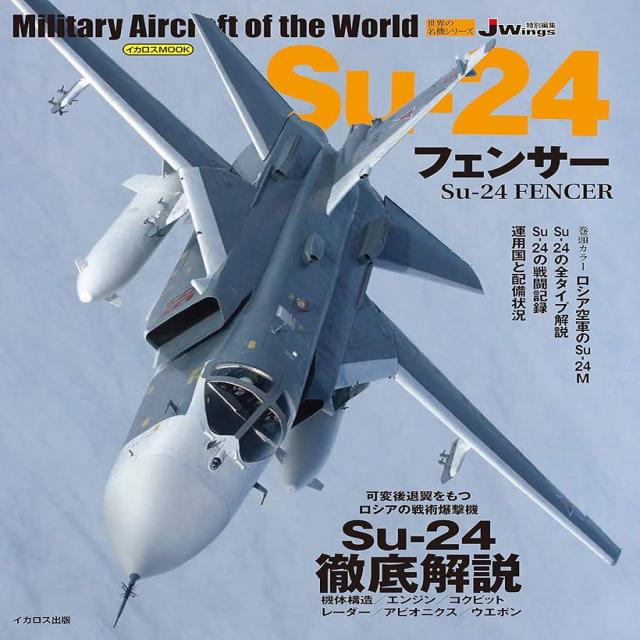 Military Aircraft of the World
世界の
名機シリーズ
JWings
特別編集
イカロスMOOK
Su-24
フェンサー
Su-24 FENCER
巻頭カラー ロシア空軍のSu-24M
Su-24の全タイプ解説
Su-24の戦闘記録
運用国と配備状況
可変後退翼をもつ
ロシアの戦術爆撃機
Su-24
徹底解説
機体構造/エンジン/コクピット
レーダー/アビオニクス/ウエポン
イカロス出版